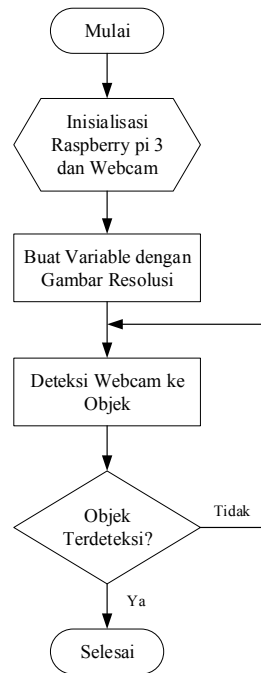 Mulai
Inisialisasi
Raspberry pi 3
dan Webcam
Buat Variable dengan
Gambar Resolusi
Deteksi Webcam ke
Objek
Objek
Terdeteksi?
Tidak
Ya
Selesai